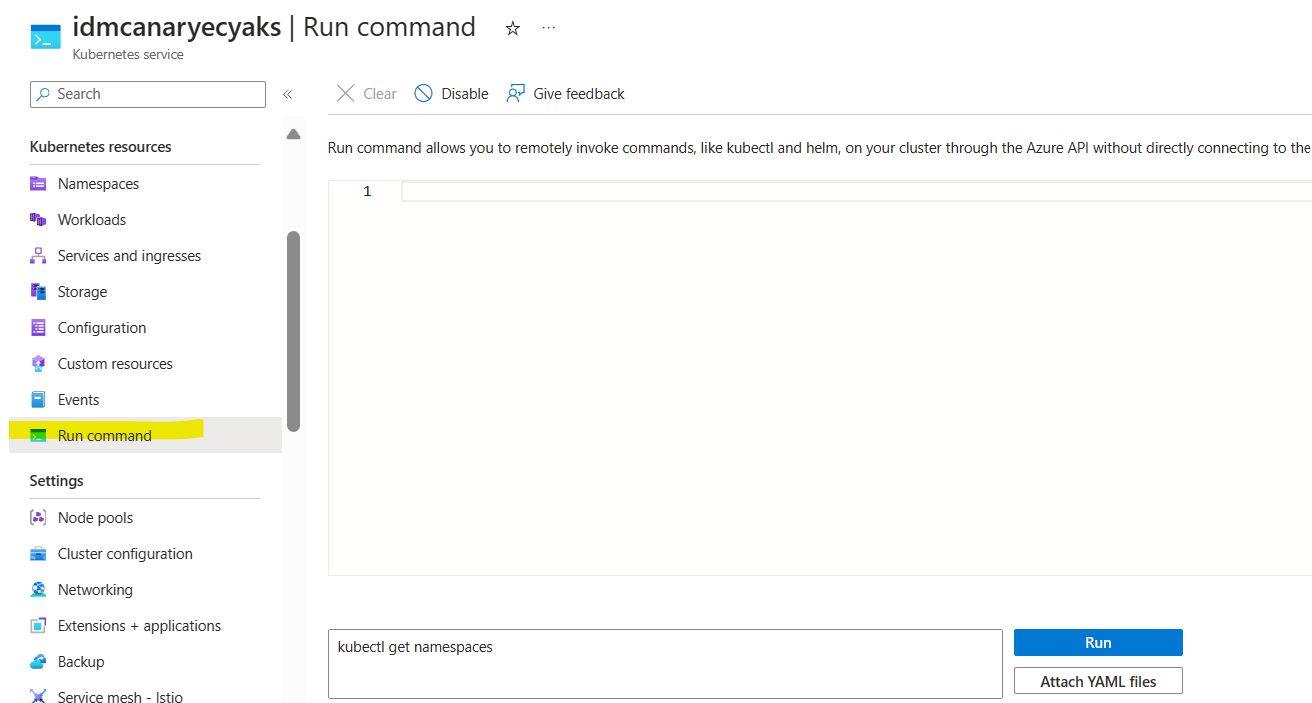 idmcanaryecyaks | Run command
Kubernetes service
Search
Clear
Disable
Give feedback
Kubernetes resources
Namespaces
Workloads
Services and ingresses
Storage
Configuration
Custom resources
Events
Run command
Settings
Node pools
Cluster configuration
Networking
Extensions + applications
Backup
Service mesh - Istio
Run command allows you to remotely invoke commands, like kubectl and helm, on your cluster through the Azure API without directly connecting to the
1
kubectl get namespaces
Run
Attach YAML files